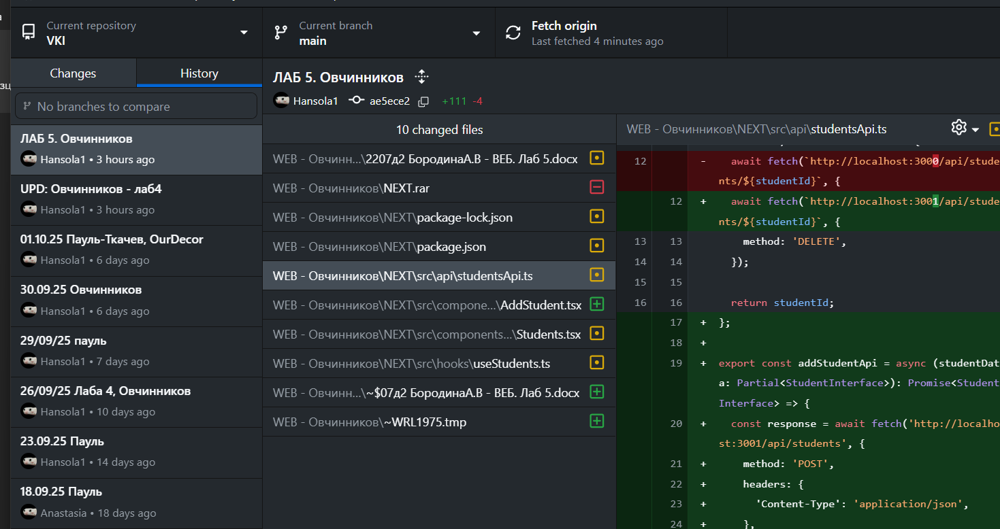 Current repository
VKI
Current branch
main
Fetch origin
Last fetched 4 minutes ago
Changes
History
No branches to compare
ЛАБ 5. Овчинников
Hansola1 • 3 hours ago
UPD: Овчинников - лаб4
Hansola1 • 3 hours ago
01.10.25 Пауль-Ткачев, OurDecor
Hansola1 • 6 days ago
30.09.25 Овчинников
Hansola1 • 6 days ago
29/09/25 пауль
Hansola1 • 7 days ago
26/09/25 Лаба 4, Овчинников
Hansola1 • 10 days ago
23.09.25 Пауль
Hansola1 • 14 days ago
18.09.25 Пауль
Anastasia • 18 days ago
ЛАБ 5. Овчинников
Hansola1 ae5ece2 +111 -4
10 changed files
WEB - Овчинн...\2207д2 БородинаА.В - ВЕБ. Лаб 5.docx
WEB - Овчинников\NEXT.rar
WEB - Овчинников\NEXT\package-lock.json
WEB - Овчинников\NEXT\package.json
WEB - Овчинников\NEXT\src\api\studentsApi.ts
WEB - Овчинников\NEXT\src\compone...\AddStudent.tsx
WEB - Овчинников\NEXT\src\components...\Students.tsx
WEB - Овчинников\NEXT\src\hooks\useStudents.ts
WEB - Овчинн...\~$07д2 БородинаА.В - ВЕБ. Лаб 5.docx
WEB - Овчинников\~WRL1975.tmp
WEB - Овчинников\NEXT\src\api\studentsApi.ts
12 - await fetch(`http://localhost:3000/api/stude
nts/${studentId}`, {
12 + await fetch(`http://localhost:3001/api/stude
nts/${studentId}`, {
13 13 method: 'DELETE',
14 14 });
15 15
16 16 return studentId;
17 + };
18 +
19 + export const addStudentApi = async (studentDat
a: Partial<StudentInterface>): Promise<Student
Interface> => {
20 + const response = await fetch('http://localho
st:3001/api/students', {
21 + method: 'POST',
22 + headers: {
23 + 'Content-Type': 'application/json',
24 + },